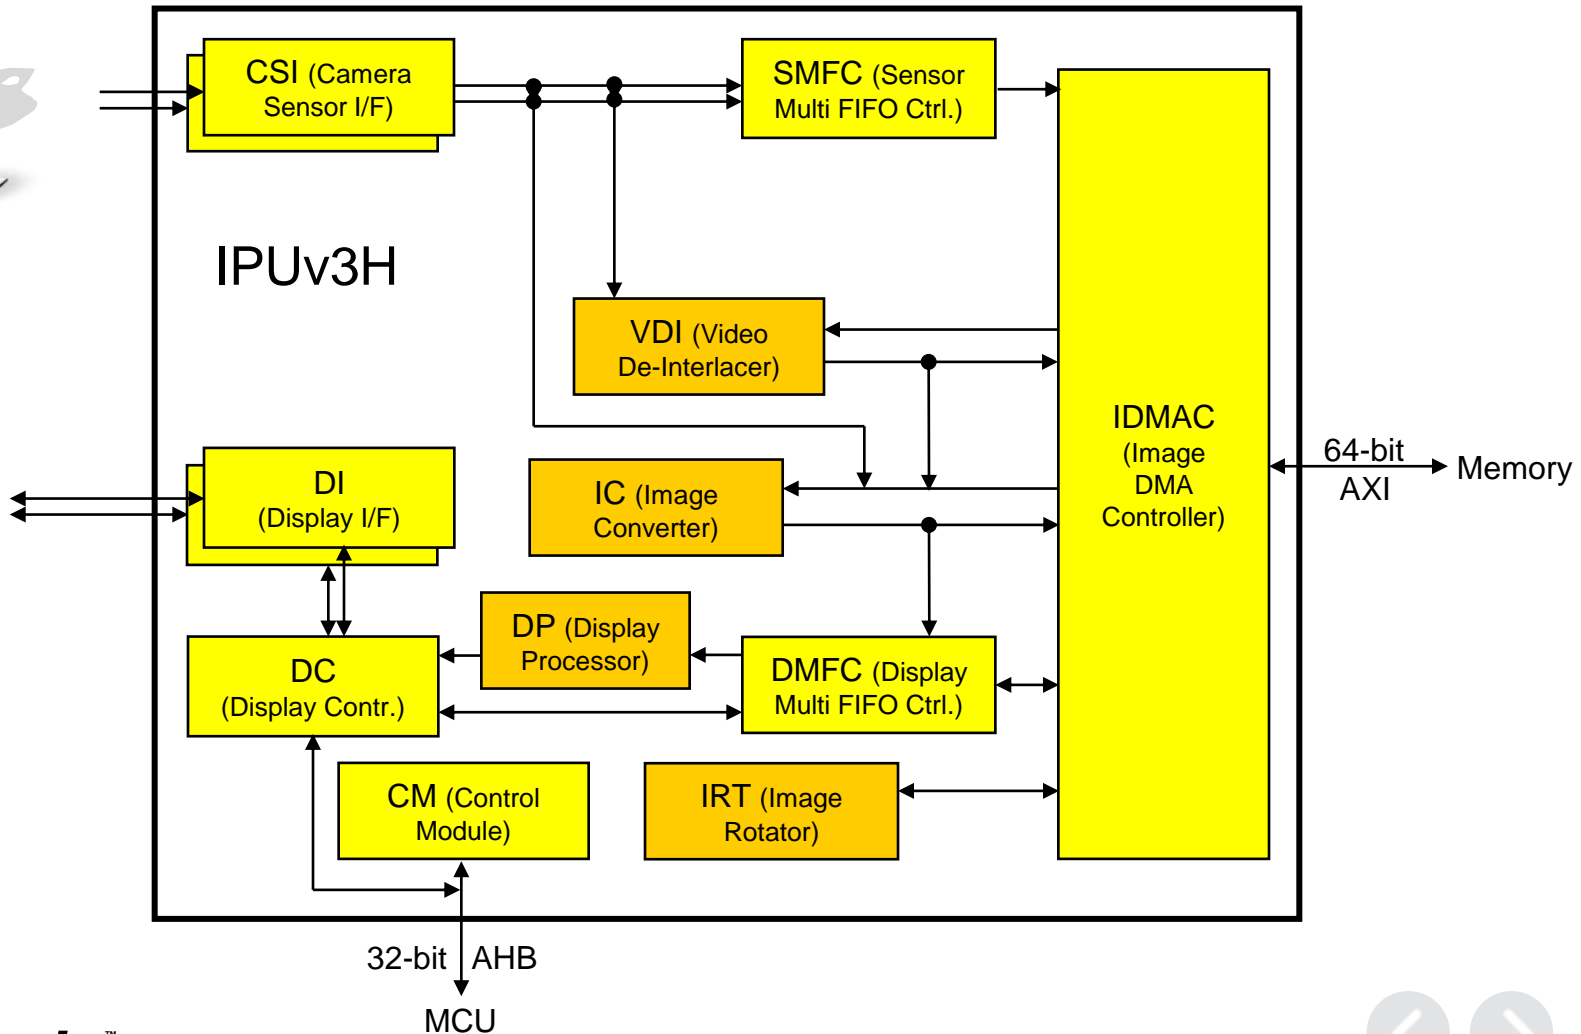 CSI (Camera
Sensor I/F)
SMFC (Sensor
Multi FIFO Ctrl.)
IPUv3H
VDI (Video
De-Interlacer)
IDMAC
(Image
DMA
Controller)
64-bit
AXI
Memory
DI
(Display I/F)
IC (Image
Converter)
DP (Display
Processor)
DC
(Display Contr.)
DMFC (Display
Multi FIFO Ctrl.)
CM (Control
Module)
IRT (Image
Rotator)
32-bit AHB
MCU